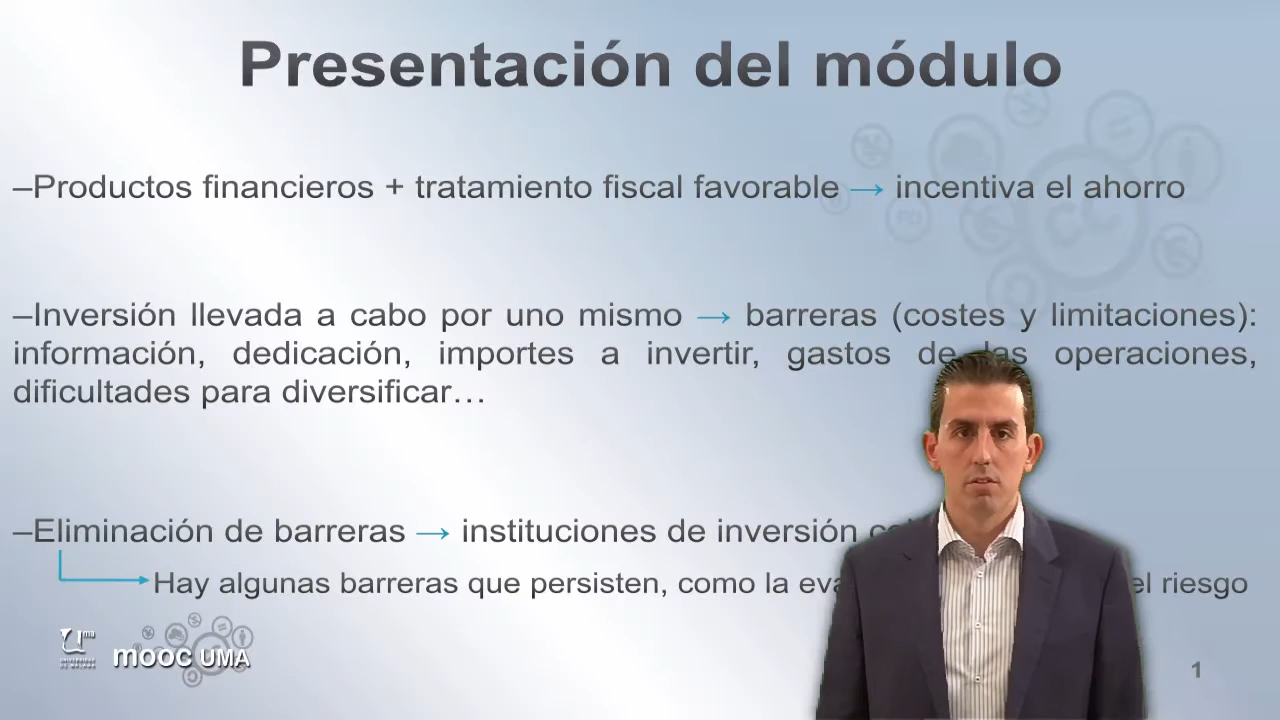 Presentación del módulo
–Productos financieros + tratamiento fiscal favorable → incentiva el ahorro
–Inversión llevada a cabo por uno mismo → barreras (costes y limitaciones):
información, dedicación, importes a invertir, gastos de las operaciones,
dificultades para diversificar…
–Eliminación de barreras → instituciones de inversión
Hay algunas barreras que persisten, como la el riesgo
mooc UMA
1